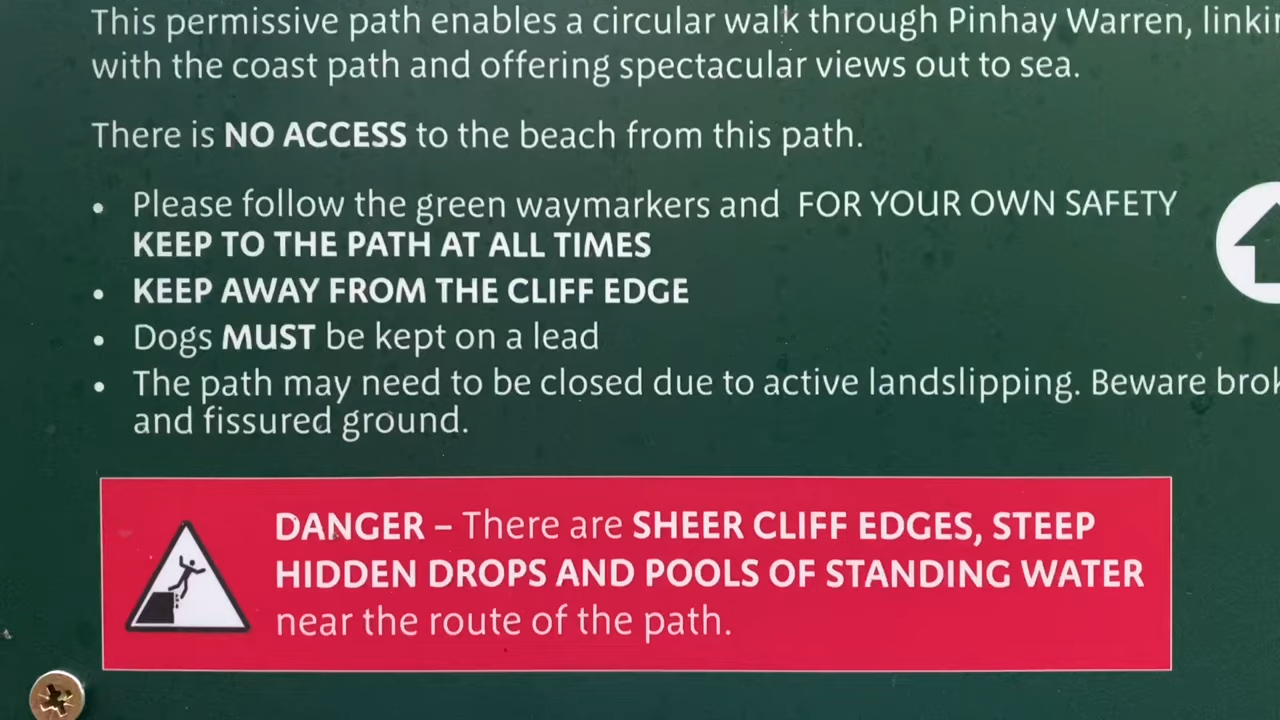 This permissive path enables a circular walk through Pinhay Warren,
with the coast path and offering spectacular views out to sea.
There is NO ACCESS to the beach from this path.
• Please follow the green waymarkers and FOR YOUR OWN SAFETY
KEEP TO THE PATH AT ALL TIMES
• KEEP AWAY FROM THE CLIFF EDGE
• Dogs MUST be kept on a lead
• The path may need to be closed due to active landslipping. Beware
and fissured ground.
DANGER – There are SHEER CLIFF EDGES, STEEP
HIDDEN DROPS AND POOLS OF STANDING WATER
near the route of the path.